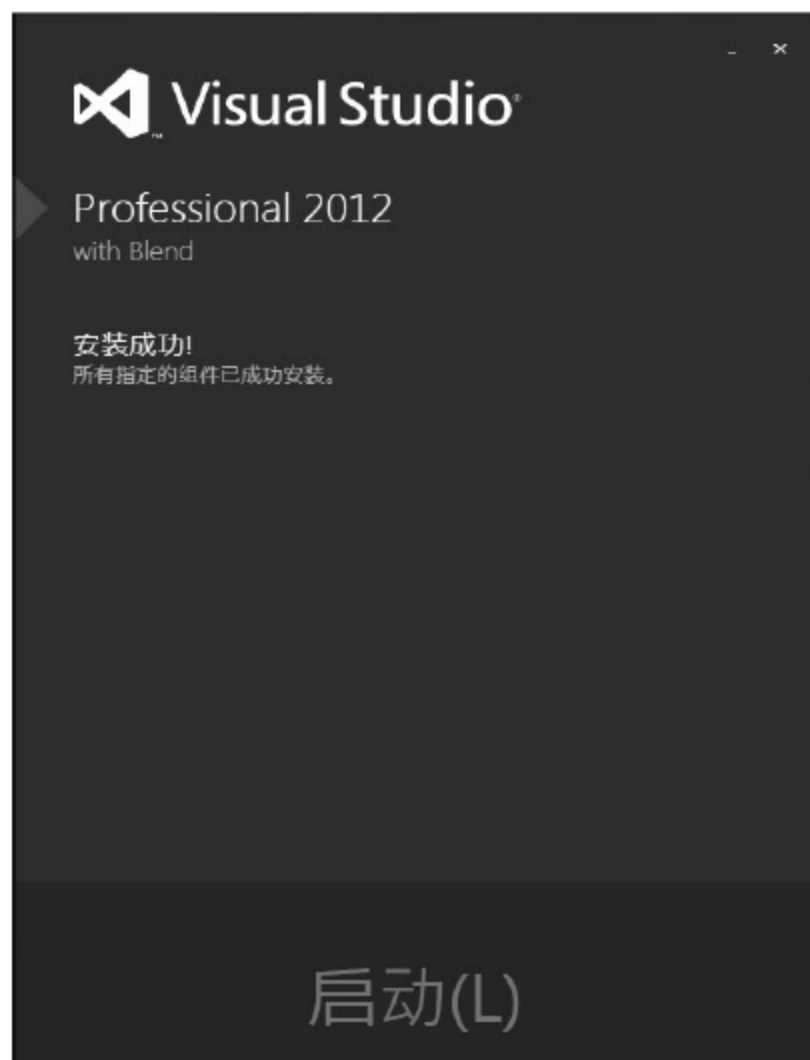 Visual Studio®
Professional 2012
with Blend
安装成功!
所有指定的组件已成功安装。
启动(L)